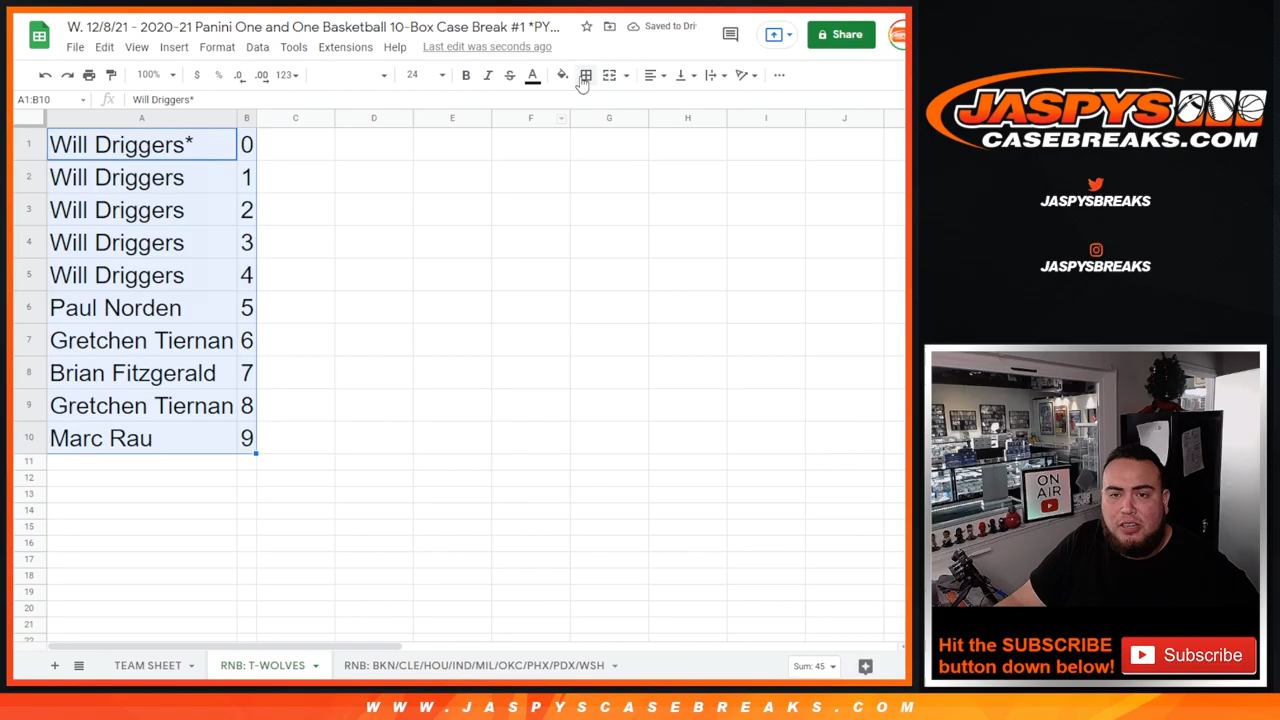 W. 12/8/21 - 2020-21 Panini One and One Basketball 10-Box Case Break #1 *PY...
Saved to Dri
Share
File Edit View Insert Format Data Tools Extensions Help Last edit was seconds ago
100% $ % .0 .00 123 24 B I S A
A1:B10 fx Will Driggers*
A B C D E F G H I J
1 Will Driggers* 0
2 Will Driggers 1
3 Will Driggers 2
4 Will Driggers 3
5 Will Driggers 4
6 Paul Norden 5
7 Gretchen Tiernan 6
8 Brian Fitzgerald 7
9 Gretchen Tiernan 8
10 Marc Rau 9
11
12
13
14
15
16
17
18
19
20
21
22
TEAM SHEET RNB: T-WOLVES RNB: BKN/CLE/HOU/IND/MIL/OKC/PHX/PDX/WSH Sum: 45
JASPYS
CASEBREAKS.COM
JASPYSBREAKS
JASPYSBREAKS
ON
AIR
Hit the SUBSCRIBE
button down below!
Subscribe
WWW.JASPYSCASEBREAKS.COM